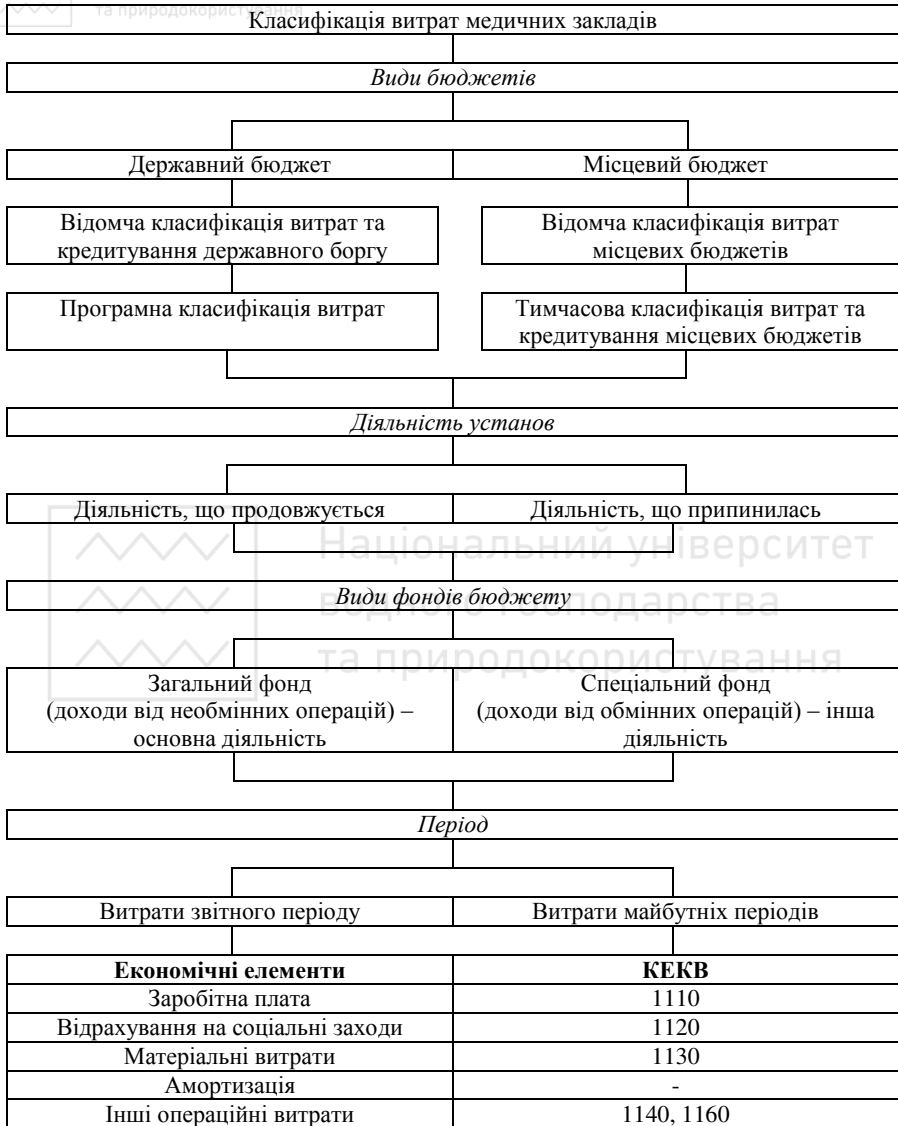 та природокористування
Класифікація витрат медичних закладів
Види бюджетів
Державний бюджет
Місцевий бюджет
Відомча класифікація витрат та
кредитування державного боргу
Відомча класифікація витрат
місцевих бюджетів
Програмна класифікація витрат
Тимчасова класифікація витрат та
кредитування місцевих бюджетів
Діяльність установ
Діяльність, що продовжується
Діяльність, що припинилась
Національний університет
водного господарства
та природокористування
Види фондів бюджету
Загальний фонд
(доходи від необмінних операцій) –
основна діяльність
Спеціальний фонд
(доходи від обмінних операцій) – інша
діяльність
Період
Витрати звітного періоду
Витрати майбутніх періодів
Економічні елементи КЕКВ
Заробітна плата 1110
Відрахування на соціальні заходи 1120
Матеріальні витрати 1130
Амортизація -
Інші операційні витрати 1140, 1160